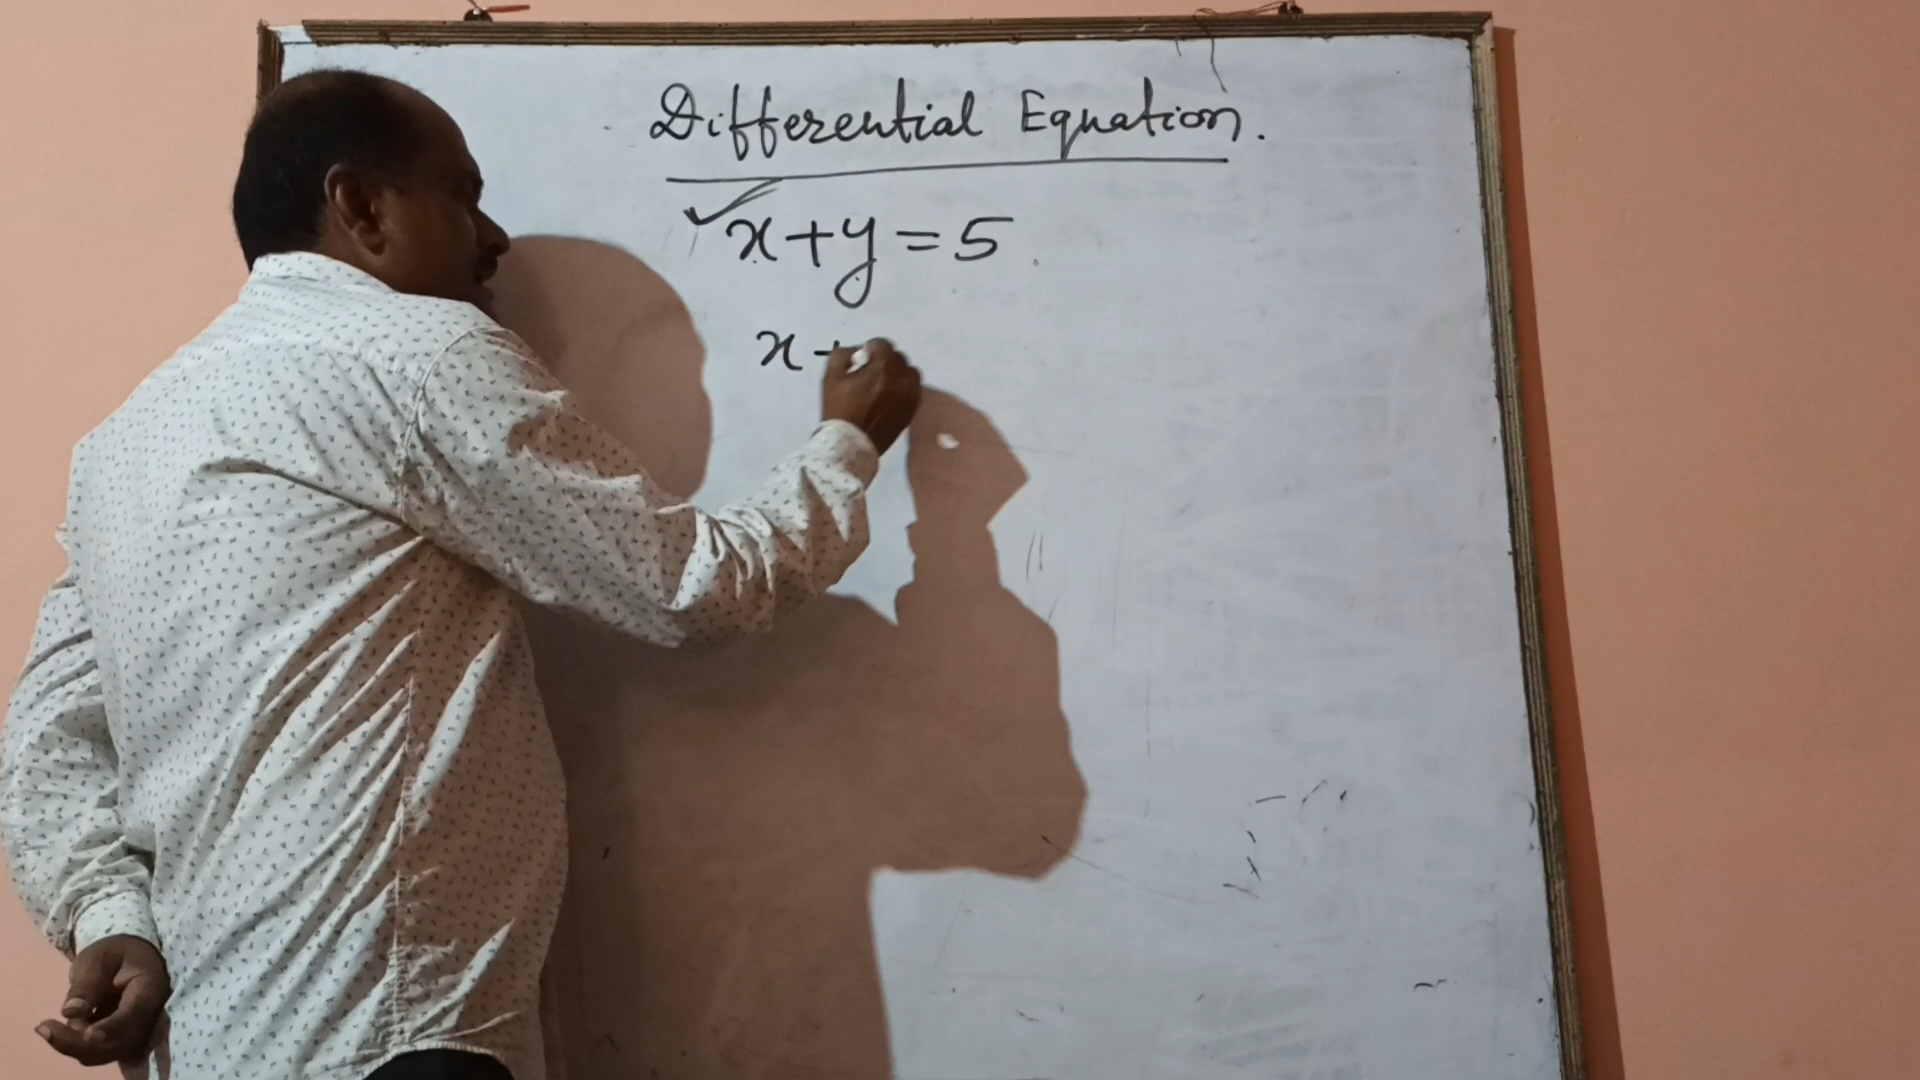 Differential Equation.
x+y=5
x+